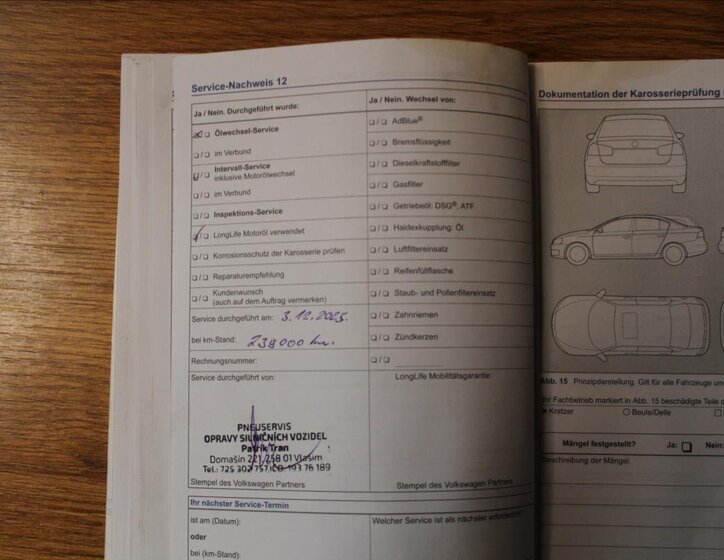 Service-Nachweis 12
Ja / Nein. Durchgeführt wurde:
Ölwechsel-Service
im Verbund
Intervall-Service
inklusive Motorölwechsel
im Verbund
Inspektions-Service
LongLife Motoröl verwendet
Korrosionsschutz der Karosserie prüfen
Reparaturempfehlung
Kundenwunsch
(auch auf dem Auftrag vermerken)
Service durchgeführt am: 3.12.2025.
bei km-Stand: 238000 km.
Rechnungsnummer:
Service durchgeführt von:
PNEUSERVIS
OPRAVY SILNIČNÍCH VOZIDEL
Patrik Tran
Domašín 221, 258 01 Vlašim
Tel.: 725 302 757, IČO 193 76 189
Stempel des Volkswagen Partners
Ihr nächster Service-Termin
ist am (Datum):
oder
bei (km-Stand):
Ja / Nein. Wechsel von:
AdBlue®
Bremsflüssigkeit
Dieselkraftstofffilter
Gasfilter
Getriebeöl: DSG®, ATF
Haldexkupplung: Öl
Luftfiltereinsatz
Reifenfüllflasche
Staub- und Pollenfiltereinsatz
Zahnriemen
Zündkerzen
LongLife Mobilitätsgarantie:
Stempel des Volkswagen Partners
Welcher Service ist als nächster erforderlich?
Dokumentation der Karosserieprüfung
Abb. 15 Prinzipdarstellung. Gilt für alle Fahrzeuge
Ihr Fachbetrieb markiert in Abb. 15 beschädigte Teile
× Kratzer ○ Beule/Delle
Mängel festgestellt? Ja: Nein:
Beschreibung der Mängel: